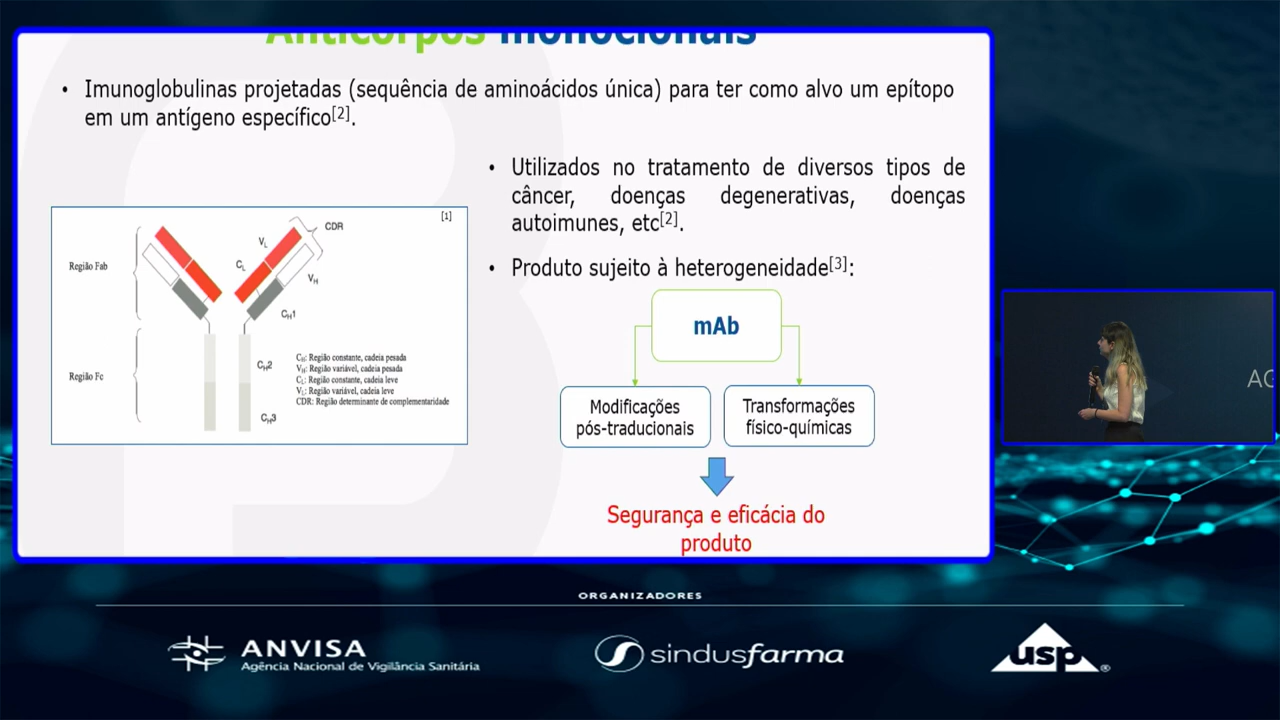 Anticorpos monoclonais
• Imunoglobulinas projetadas (sequência de aminoácidos única) para ter como alvo um epítopo
em um antígeno específico[2].
• Utilizados no tratamento de diversos tipos de
câncer, doenças degenerativas, doenças
autoimunes, etc[2].
• Produto sujeito à heterogeneidade[3]:
[1]
CDR
VL
CL
VH
Região Fab
CH1
CH2
Região Fc
CH3
CH: Região constante, cadeia pesada
VH: Região variável, cadeia pesada
CL: Região constante, cadeia leve
VL: Região variável, cadeia leve
CDR: Região determinante de complementaridade
mAb
Modificações
pós-traducionais
Transformações
físico-químicas
Segurança e eficácia do
produto
AG
ORGANIZADORES
ANVISA
Agência Nacional de Vigilância Sanitária
sindusfarma
usp®